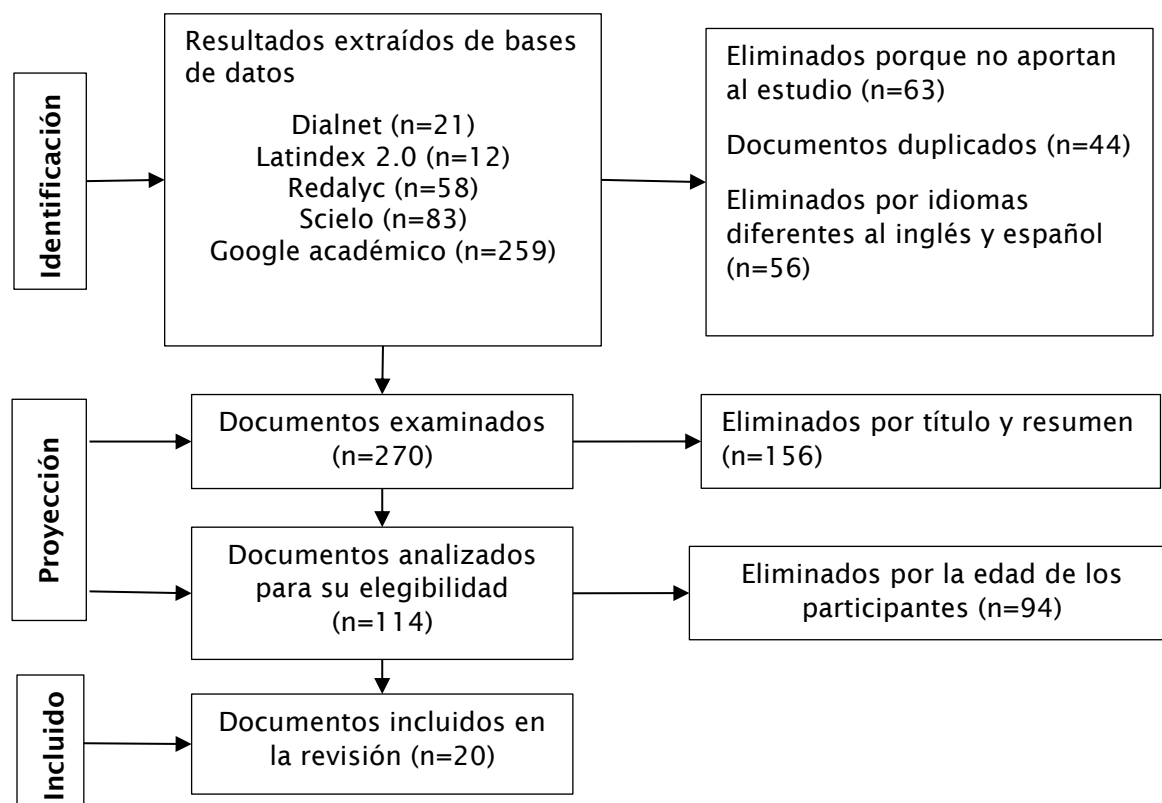 Identificación
Resultados extraídos de bases
de datos
Dialnet (n=21)
Latindex 2.0 (n=12)
Redalyc (n=58)
Scielo (n=83)
Google académico (n=259)
Eliminados porque no aportan
al estudio (n=63)
Documentos duplicados (n=44)
Eliminados por idiomas
diferentes al inglés y español
(n=56)
Proyección
Documentos examinados
(n=270)
Eliminados por título y resumen
(n=156)
Documentos analizados
para su elegibilidad
(n=114)
Eliminados por la edad de los
participantes (n=94)
Incluido
Documentos incluidos en
la revisión (n=20)